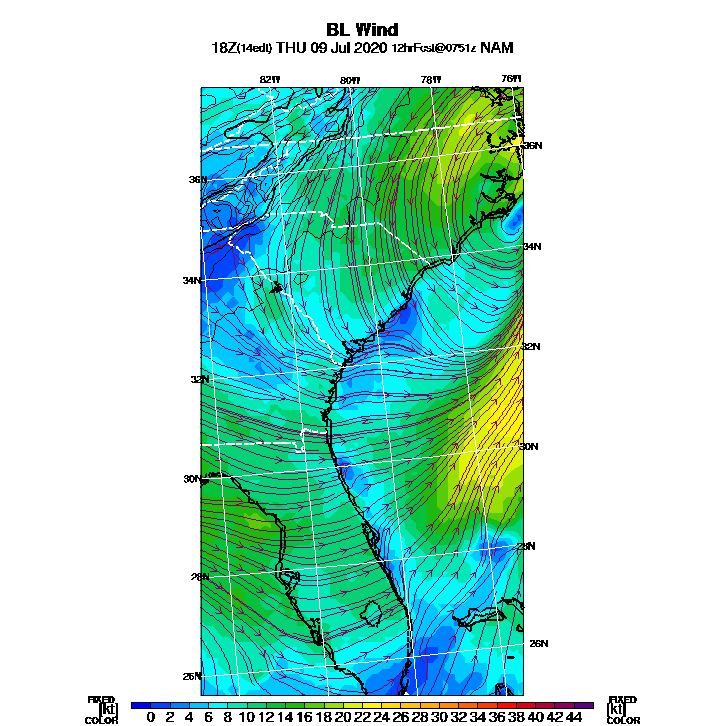 BL Wind
18Z(14edt) THU 09 Jul 2020 12hrFcst@0751z NAM
82W 80W 78W 76W
36N
36N
34N
34N
32N
32N
30N
30N
28N
28N
26N
26N
FIXED FIXED
[kt] 0 2 4 6 8 10 12 14 16 18 20 22 24 26 28 30 32 34 36 38 40 42 44 [kt]
COLOR COLOR